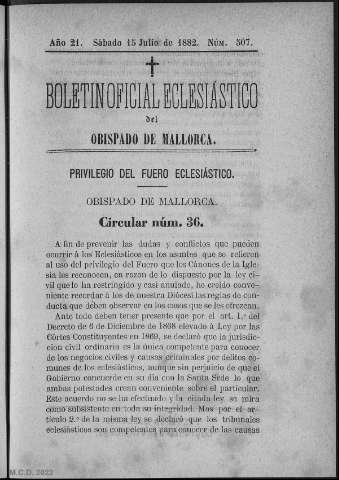 Año 21. Sábado 15 Julio de 1882. Núm. 507.
BOLETIN OFICIAL ECLESIÁSTICO
del
OBISPADO DE MALLORCA.
PRIVILEGIO DEL FUERO ECLESIÁSTICO.
OBISPADO DE MALLORCA.
Circular núm. 36.
A fin de prevenir las dudas y conflictos que pueden
ocurrir á los Eclesiásticos en los asuntos que se refieren
al uso del privilegio del Fuero que los Cánones de la Igle-
sia les reconocen, en razon de lo dispuesto por la ley ci-
vil que lo ha restringido y casi anulado, he creido conve-
niente recordar á los de nuestra Diócesi las reglas de con-
ducta que deben observar en los casos que se les ofrezcan.
Ante todo deben tener presente que por el art. 1.º del
Decreto de 6 de Diciembre de 1868 elevado á Ley por las
Córtes Constituyentes en 1869, se declaró que la jurisdic-
cion civil ordinaria es la única competente para conocer
de los negocios civiles y causas criminales por delitos co-
munes de los eclesiásticos, aunque sin perjuicio de que el
Gobierno concuerde en su dia con la Santa Sede lo que
ambas potestades crean conveniente sobre el particular.
Este acuerdo no se ha efectuado y la citada ley se mira
como subsistente en toda su integridad. Mas por el ar-
tículo 2.º de la misma ley se declaró que los tribunales
eclesiásticos son competentes para conocer de las causas
M.C.D. 2022